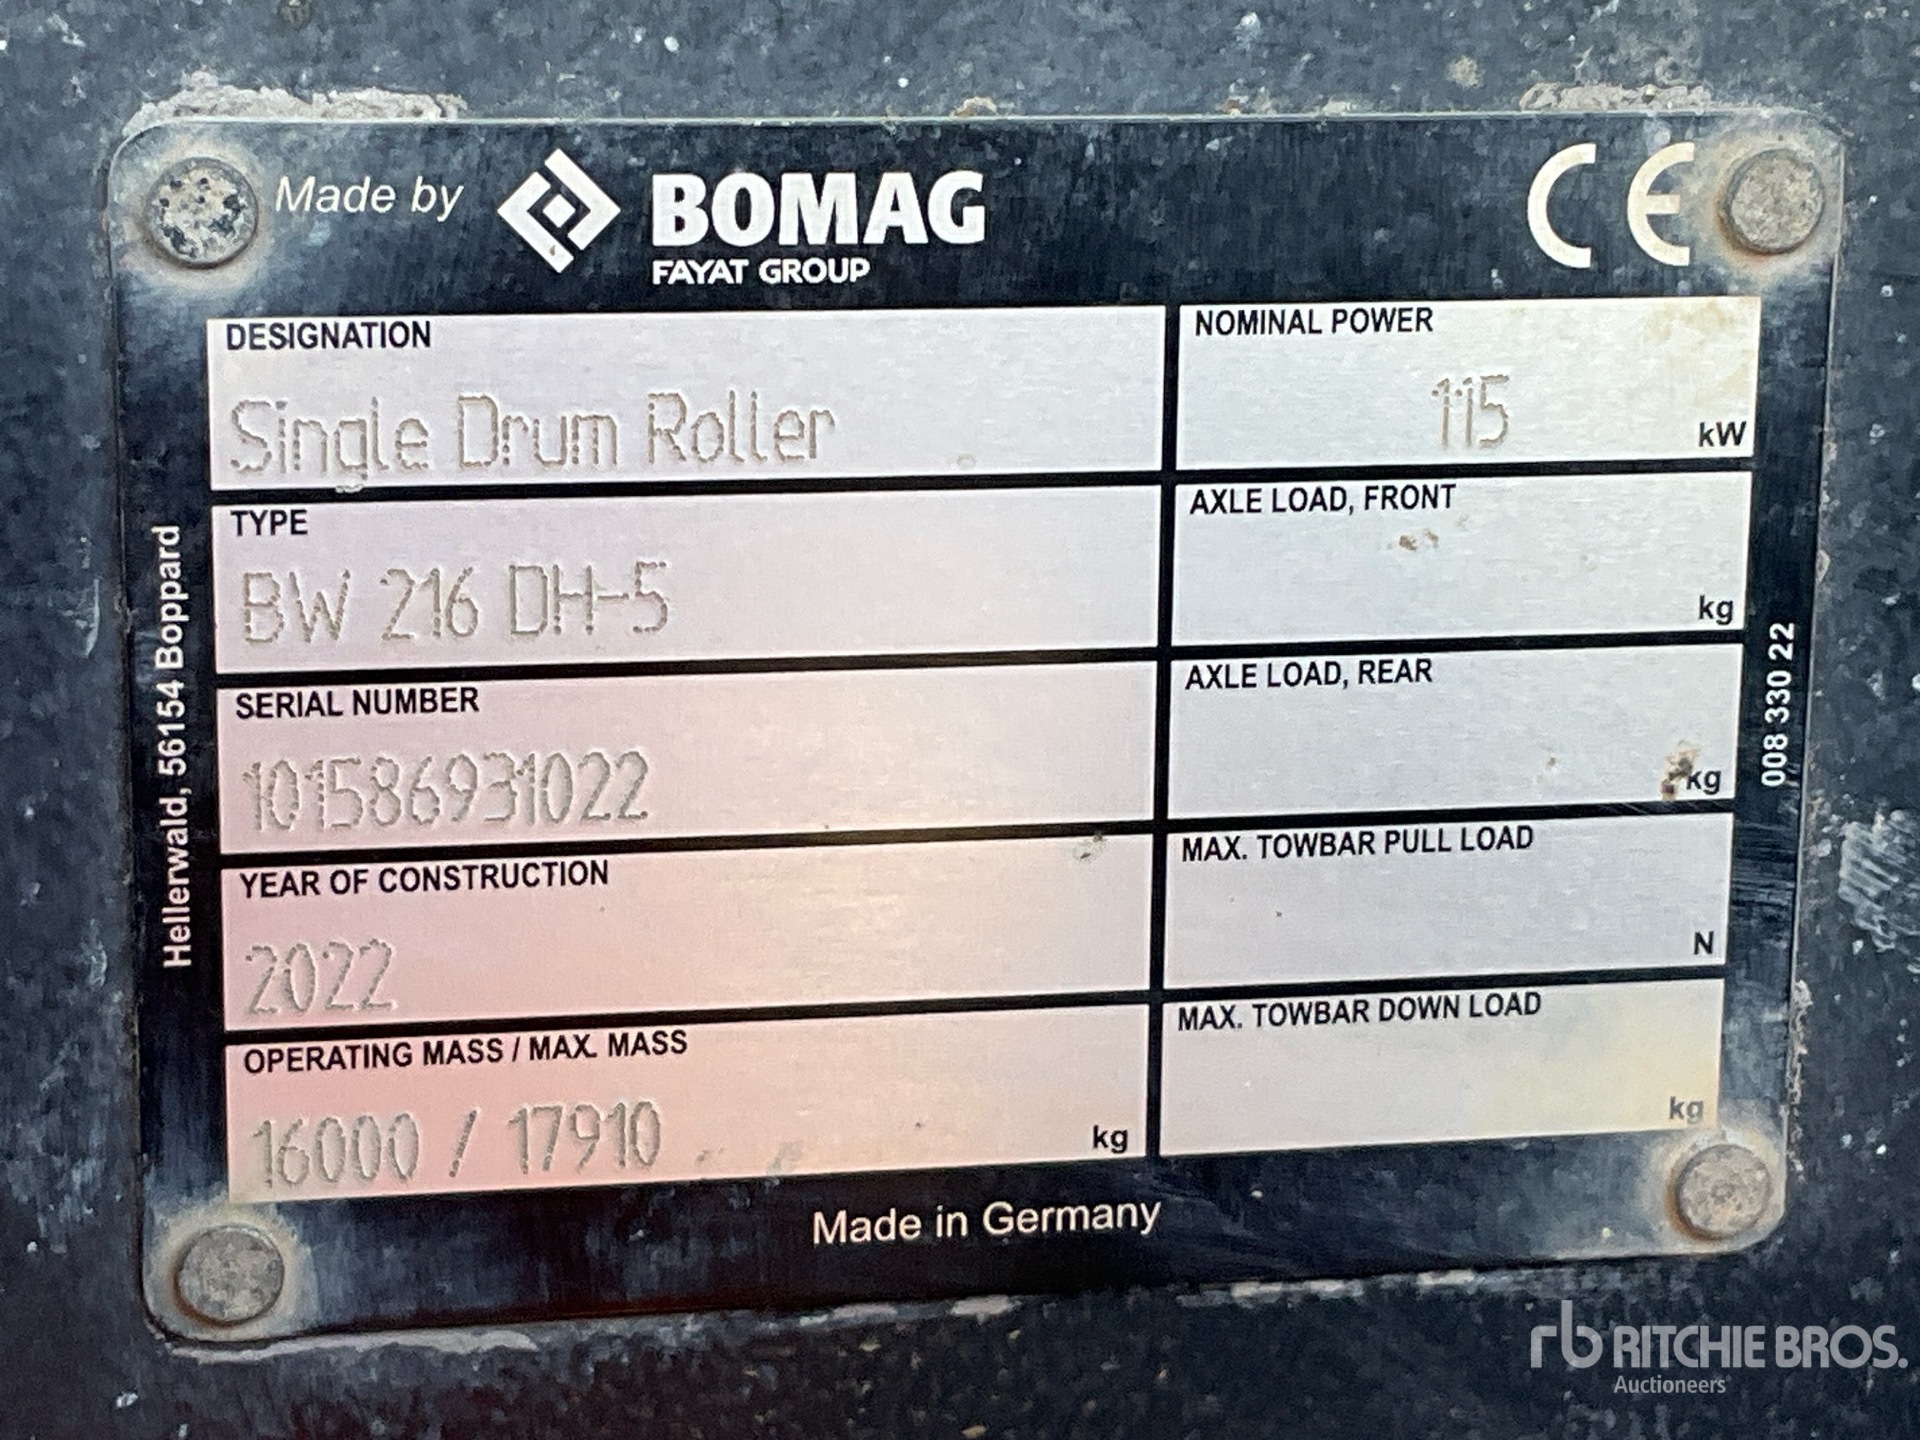 Made by BOMAG
FAYAT GROUP
CE
DESIGNATION
Single Drum Roller
NOMINAL POWER
115
kW
TYPE
BW 216 DH-5
AXLE LOAD, FRONT
kg
SERIAL NUMBER
101586931022
AXLE LOAD, REAR
kg
YEAR OF CONSTRUCTION
2022
MAX. TOWBAR PULL LOAD
N
OPERATING MASS / MAX. MASS
16000 / 17910
kg
MAX. TOWBAR DOWN LOAD
kg
Made in Germany
Hellerwald, 56154 Boppard
008 330 22
rb RITCHIE BROS.
Auctioneers